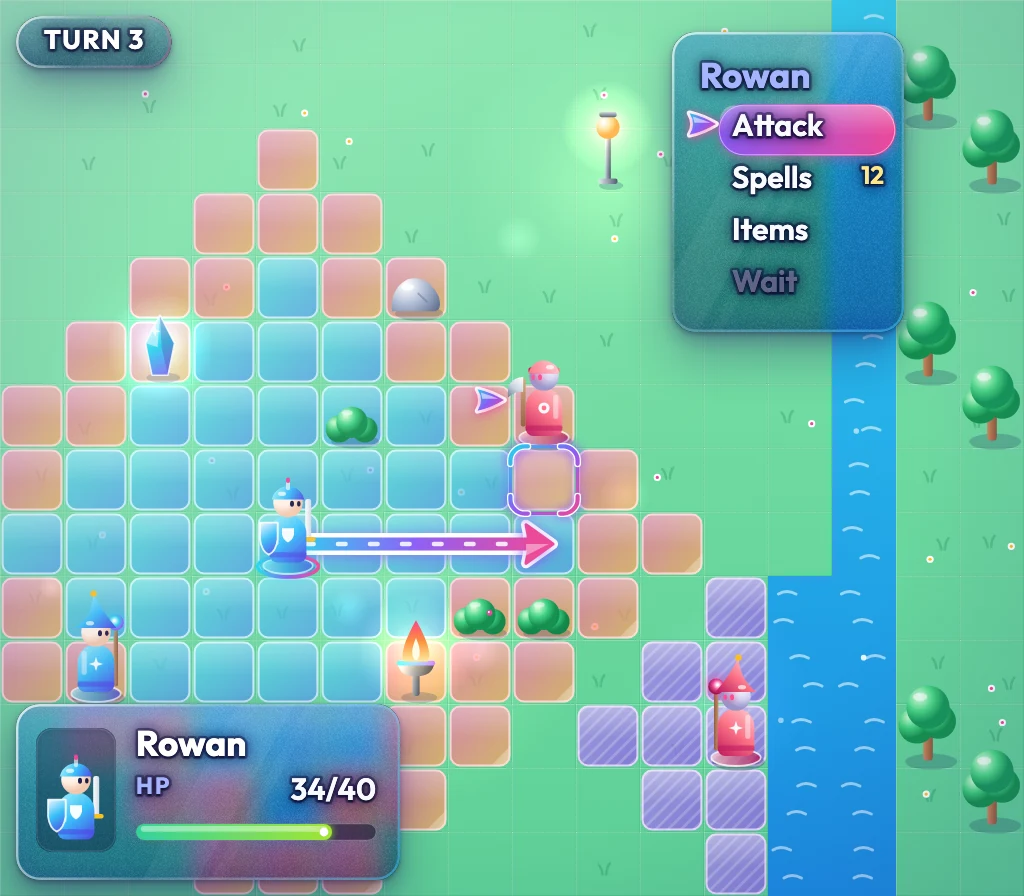 TURN 3
Rowan
Attack
Spells 12
Items
Wait
Rowan
HP 34/40